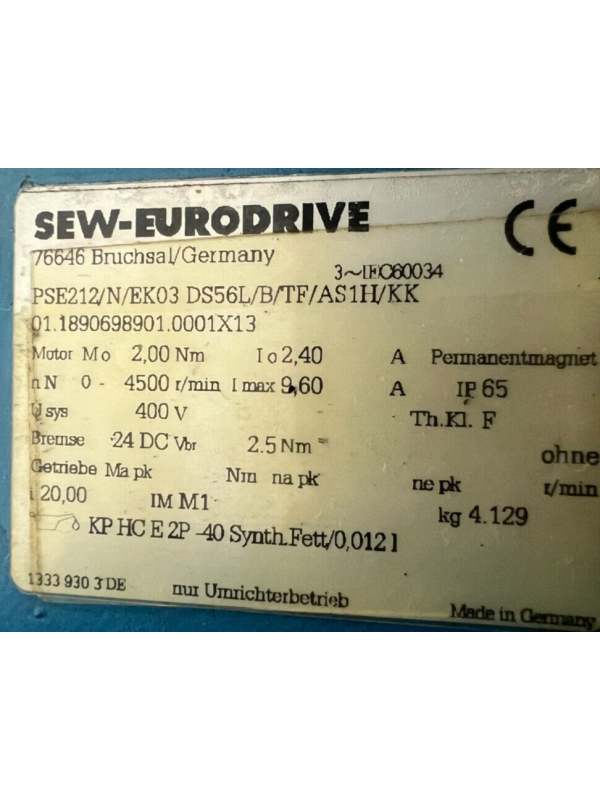 SEW-EURODRIVE CE
76646 Bruchsal/Germany
3~IEC60034
PSE212/N/EK03 DS56L/B/TF/AS1H/KK
01.1890698901.0001X13
Motor Mo 2,00 Nm Io 2,40 A Permanentmagnet
nN 0 - 4500 r/min Imax 9,60 A IP 65
U sys 400 V Th.Kl. F
Bremse 24 DC Vbr 2.5 Nm ohne
Getriebe Ma pk Nm na pk ne pk r/min
i 20,00 IM M1 kg 4.129
KP HC E 2P -40 Synth.Fett/0,012 l
1333 930 3 DE nur Umrichterbetrieb Made in Germany